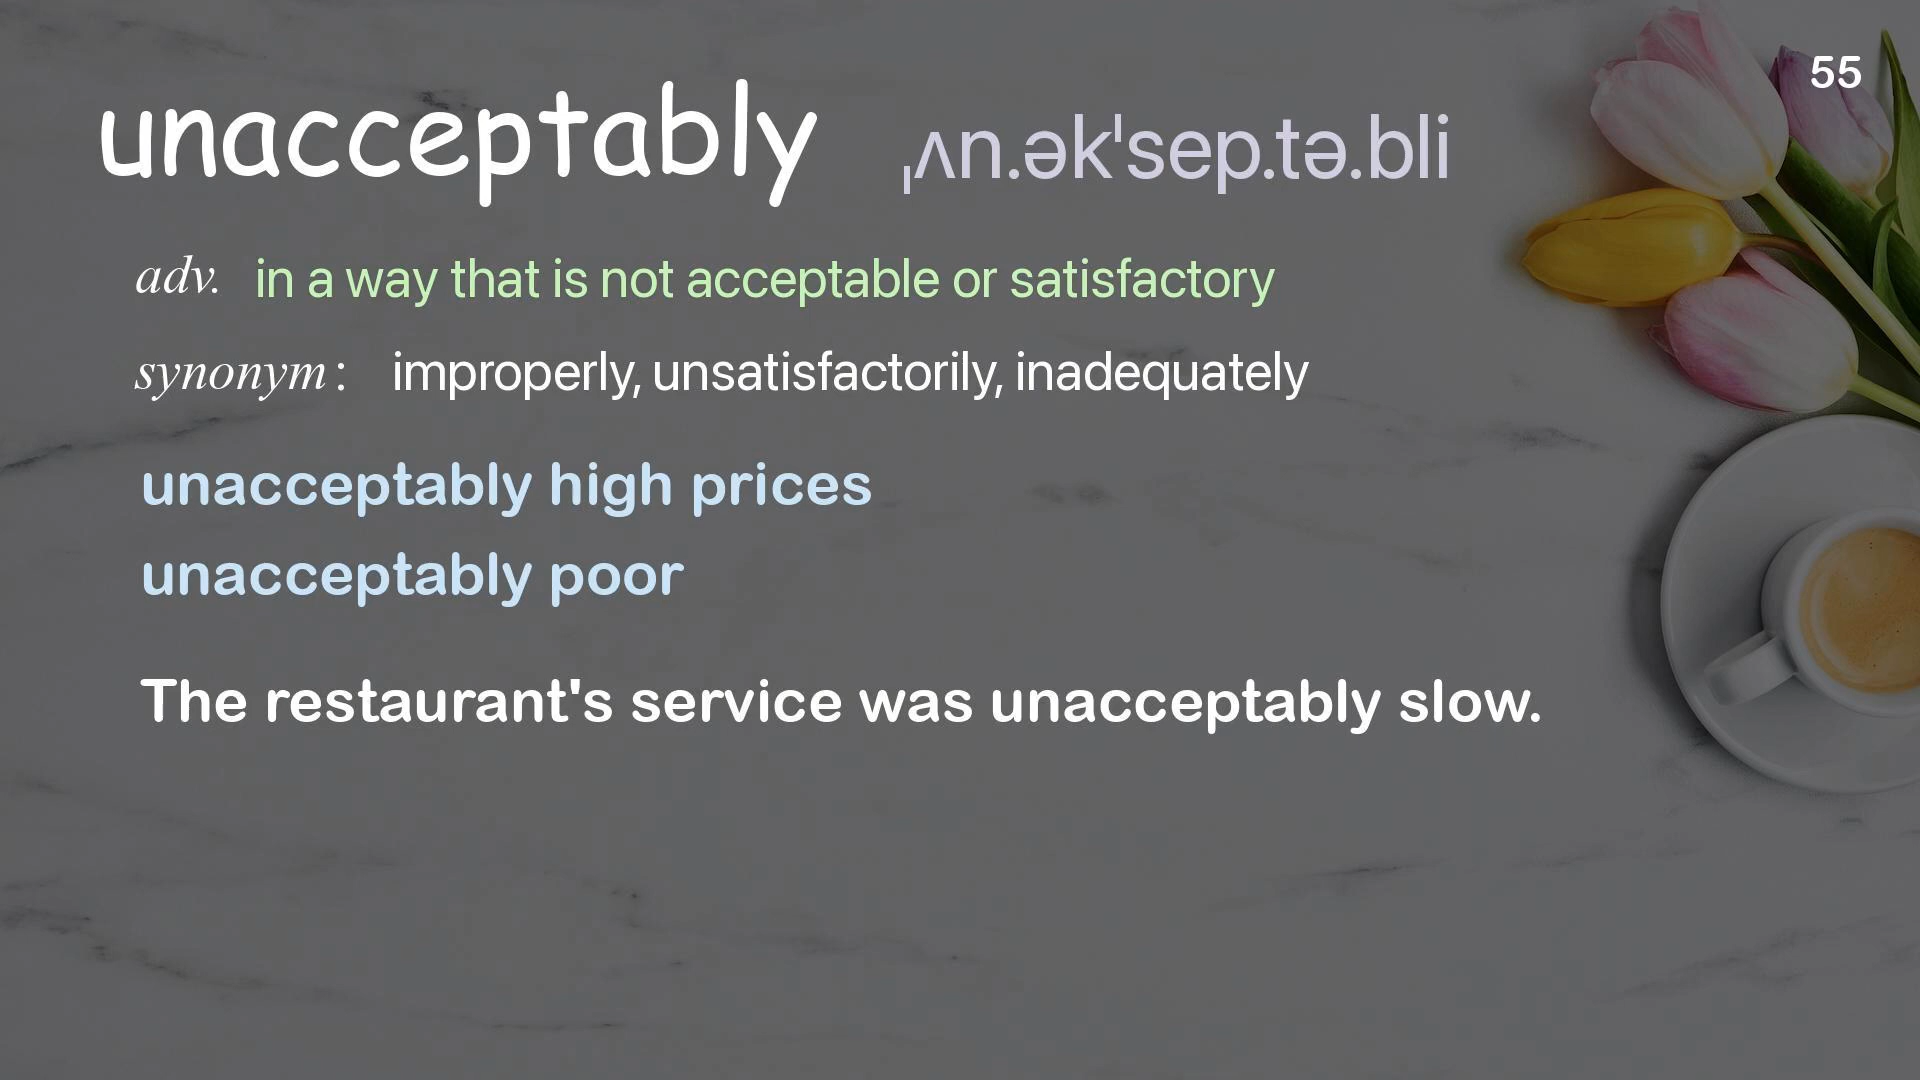 55
unacceptably ˌʌn.əkˈsep.tə.bli
adv. in a way that is not acceptable or satisfactory
synonym : improperly, unsatisfactorily, inadequately
unacceptably high prices
unacceptably poor
The restaurant's service was unacceptably slow.